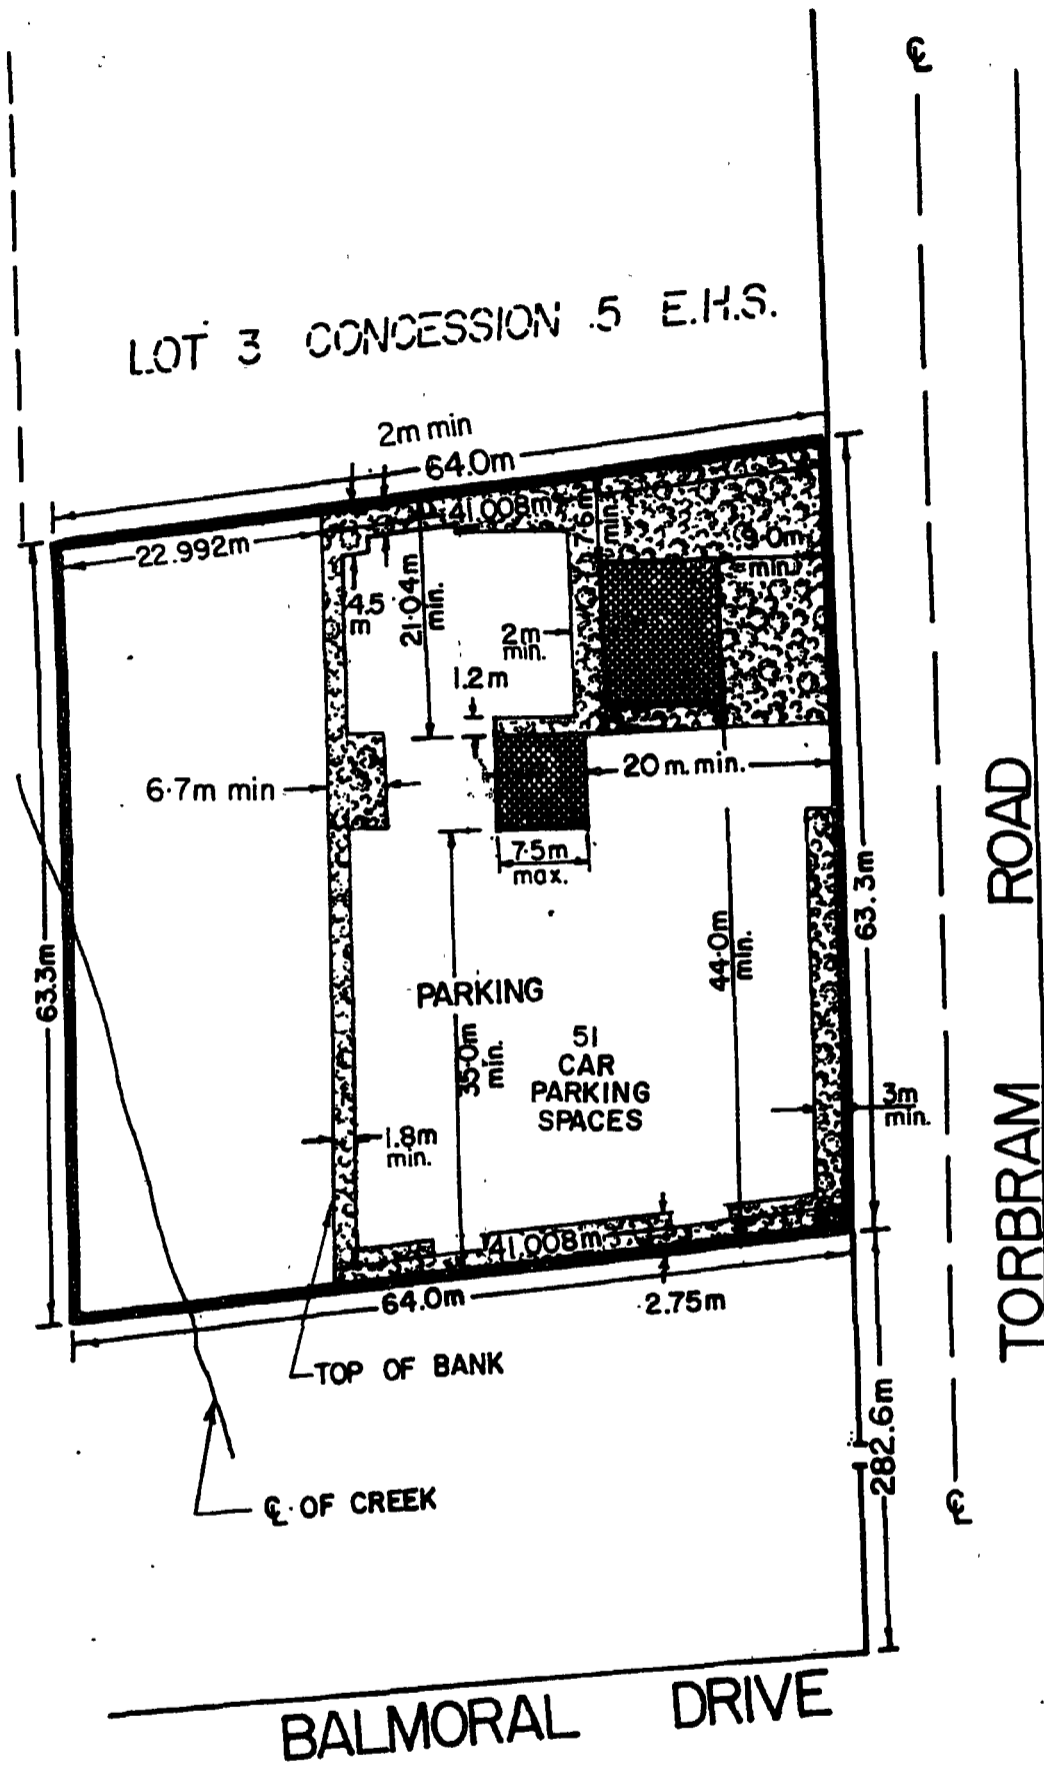 ℄
LOT 3 CONCESSION .5 E.H.S.
2m min
64.0m
41.008m
22.992m
7.6m
min.
9.0m
min.
4.5
m
21.04m
min.
2m
min.
1.2m
6.7m min
20m. min.
7.5m
max.
63.3m
63.3m
44.0m
min.
PARKING
35.0m
min.
51
CAR
PARKING
SPACES
3m
min.
1.8m
min.
41.008m
64.0m
2.75m
TOP OF BANK
282.6m
℄ OF CREEK
℄
TORBRAM ROAD
BALMORAL DRIVE